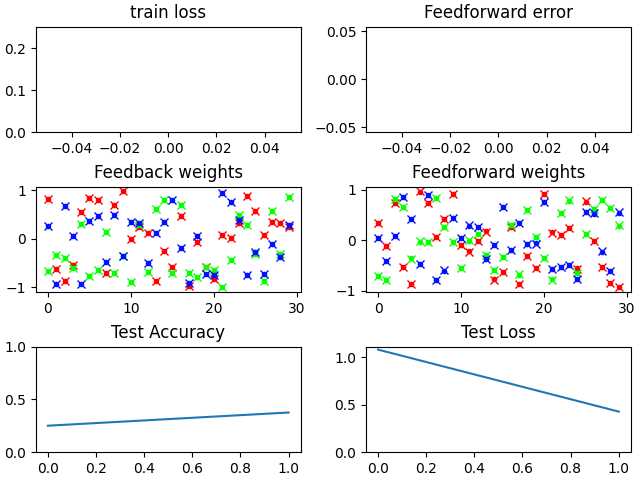 train loss
Feedforward error
0.2
0.0
−0.04 −0.02 0.00 0.02 0.04
0.05
0.00
−0.05
−0.04 −0.02 0.00 0.02 0.04
Feedback weights
Feedforward weights
1
0
−1
0 10 20 30
1
0
−1
0 10 20 30
Test Accuracy
Test Loss
1.0
0.5
0.0
0.0 0.2 0.4 0.6 0.8 1.0
1.0
0.5
0.0
0.0 0.2 0.4 0.6 0.8 1.0